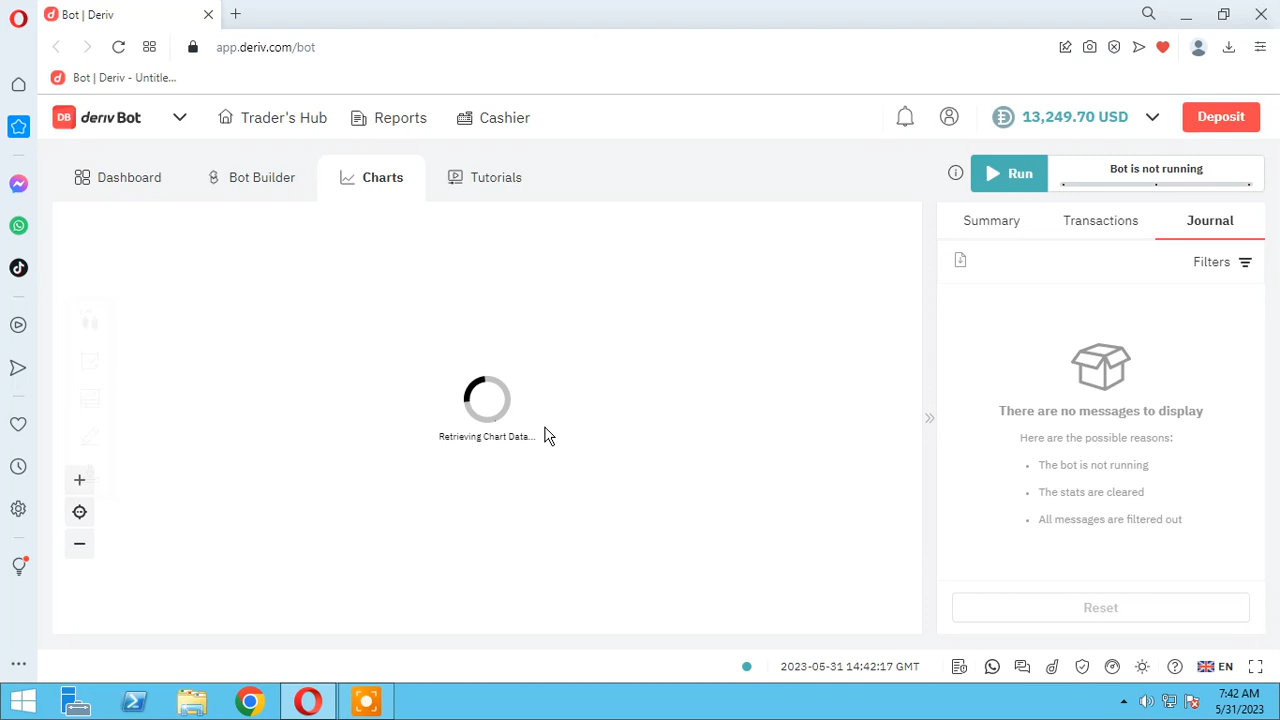 Bot | Deriv
app.deriv.com/bot
Bot | Deriv - Untitle...
DB deriv Bot
Trader's Hub
Reports
Cashier
13,249.70 USD
Deposit
Dashboard
Bot Builder
Charts
Tutorials
Run
Bot is not running
Summary
Transactions
Journal
Filters
Retrieving Chart Data...
There are no messages to display
Here are the possible reasons:
The bot is not running
The stats are cleared
All messages are filtered out
Reset
2023-05-31 14:42:17 GMT
EN
7:42 AM
5/31/2023